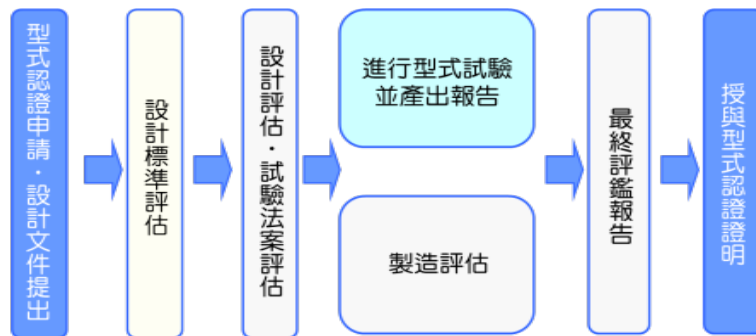 型式認證申請・設計文件提出
設計標準評估
設計評估・試驗法案評估
進行型式試驗
並產出報告
製造評估
最終評鑑報告
授與型式認證證明